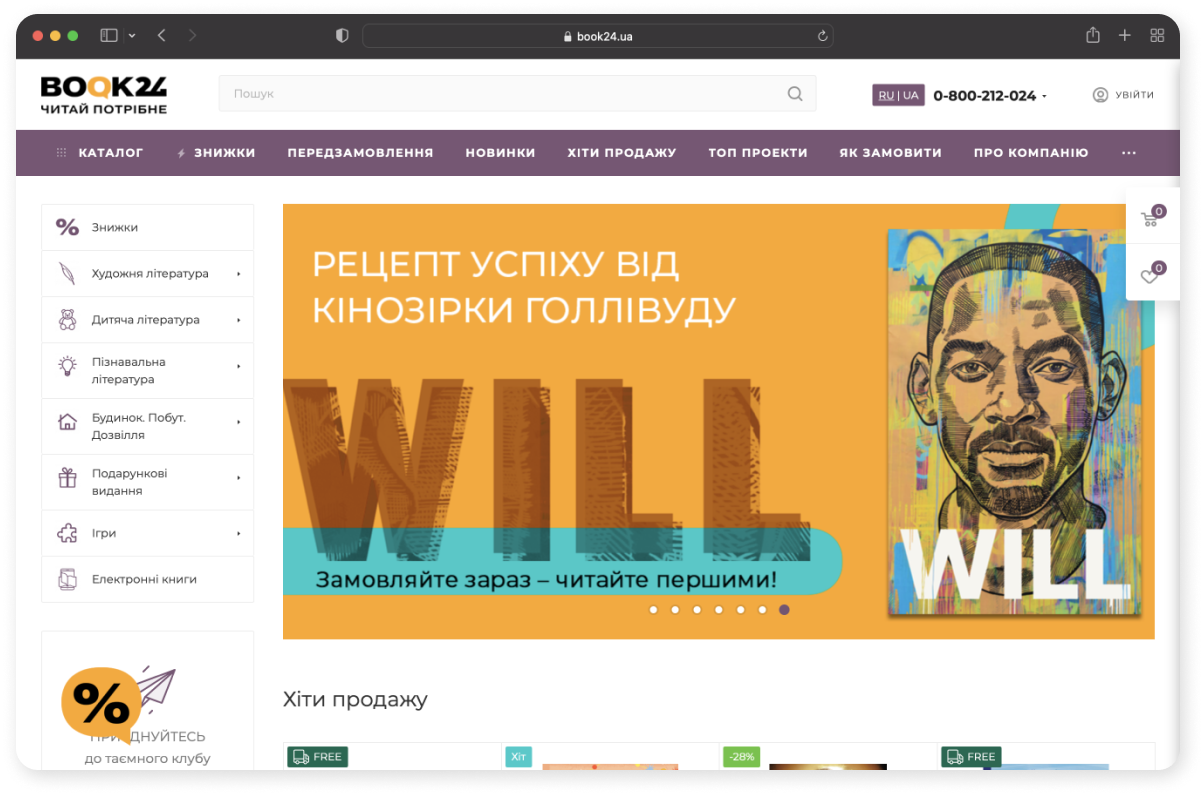 book24.ua
BOOK24
ЧИТАЙ ПОТРІБНЕ
Пошук
RU | UA
0-800-212-024
УВІЙТИ
КАТАЛОГ
ЗНИЖКИ
ПЕРЕДЗАМОВЛЕННЯ
НОВИНКИ
ХІТИ ПРОДАЖУ
ТОП ПРОЕКТИ
ЯК ЗАМОВИТИ
ПРО КОМПАНІЮ
...
0
0
% Знижки
Художня література
Дитяча література
Пізнавальна
література
Будинок. Побут.
Дозвілля
Подарункові
видання
Ігри
Електронні книги
РЕЦЕПТ УСПІХУ ВІД
КІНОЗІРКИ ГОЛЛІВУДУ
WILL
Замовляйте зараз – читайте першими!
WILL
%
ПРИЄДНУЙТЕСЬ
до таємного клубу
Хіти продажу
FREE
Хіт
-28%
FREE